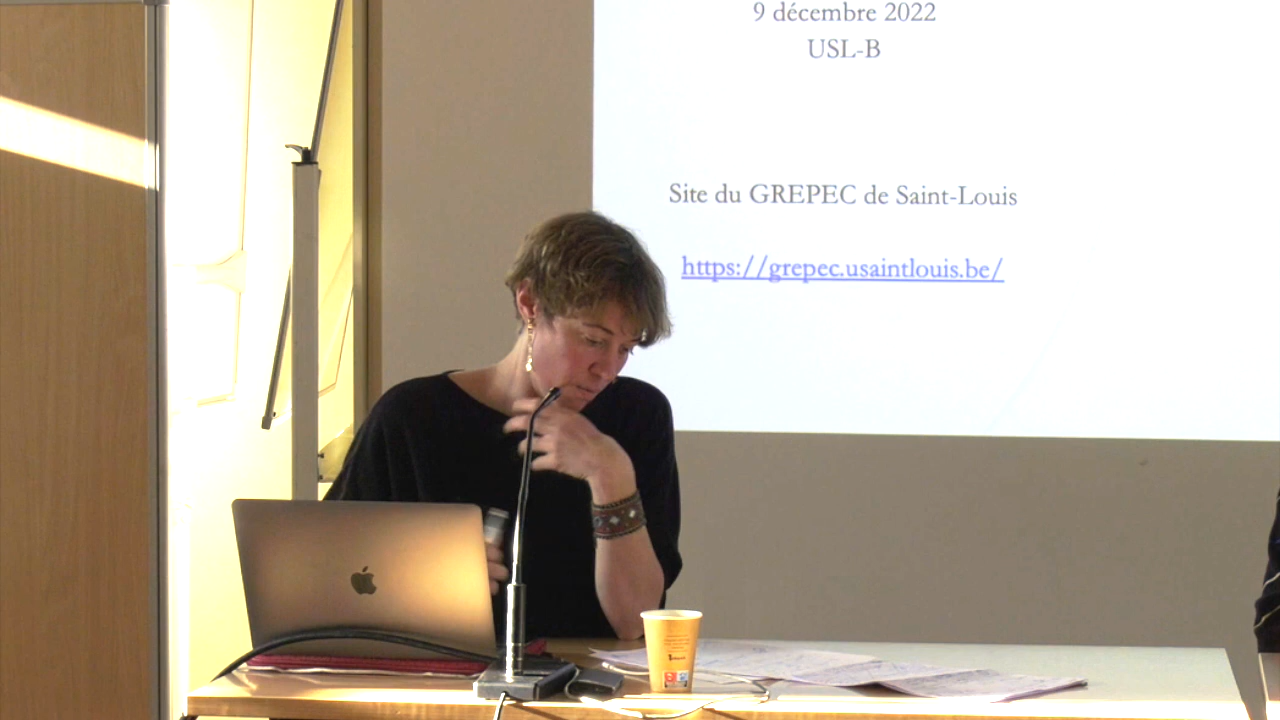 9 décembre 2022
USL-B
Site du GREPEC de Saint-Louis
https://grepec.usaintlouis.be/